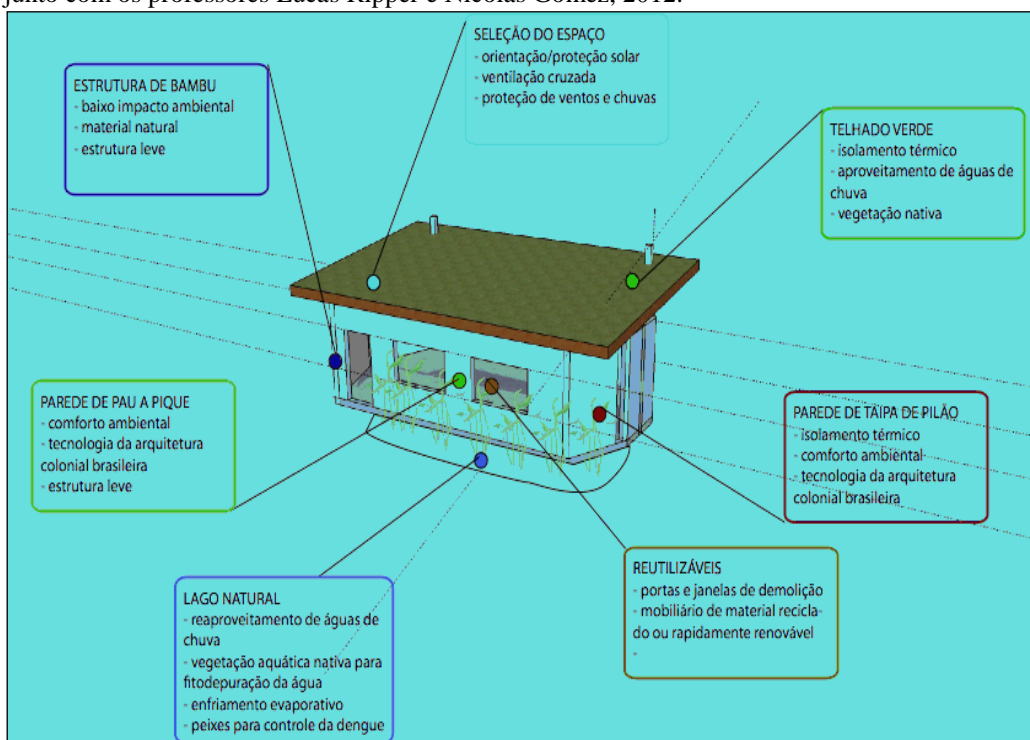 junto com os professores Lucas Ripper e Nicolás Gómez, 2012.
SELEÇÃO DO ESPAÇO
- orientação/proteção solar
- ventilação cruzada
- proteção de ventos e chuvas
ESTRUTURA DE BAMBU
- baixo impacto ambiental
- material natural
- estrutura leve
TELHADO VERDE
- isolamento térmico
- aproveitamento de águas de
chuva
- vegetação nativa
PAREDE DE PAU A PIQUE
- comforto ambiental
- tecnologia da arquitetura
colonial brasileira
- estrutura leve
PAREDE DE TAIPA DE PILÃO
- isolamento térmico
- comforto ambiental
- tecnologia da arquitetura
colonial brasileira
LAGO NATURAL
- reaproveitamento de águas de
chuva
- vegetação aquática nativa para
fitodepuração da água
- enfriamento evaporativo
- peixes para controle da dengue
REUTILIZÁVEIS
- portas e janelas de demolição
- mobiliário de material recicla-
do ou rapidamente renovável
-